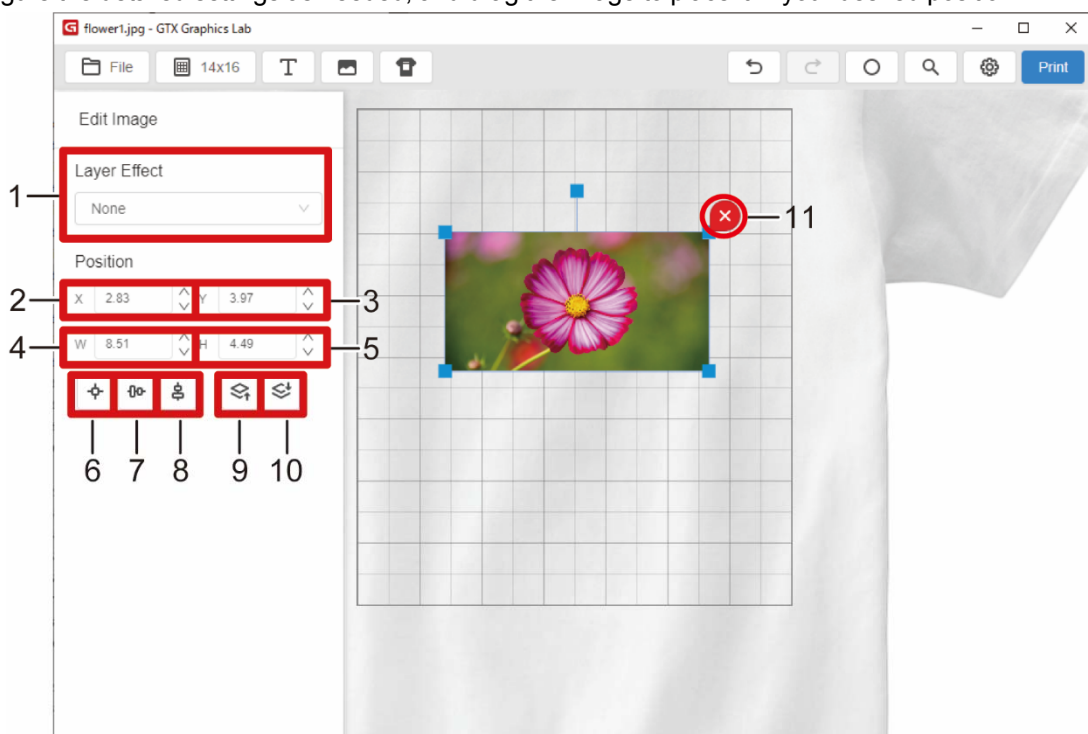 flower1.jpg - GTX Graphics Lab
File 14x16 T Print
Edit Image
Layer Effect
1
None
11
Position
2 X 2.83 Y 3.97 3
4 W 8.51 H 4.49 5
6 7 8 9 10